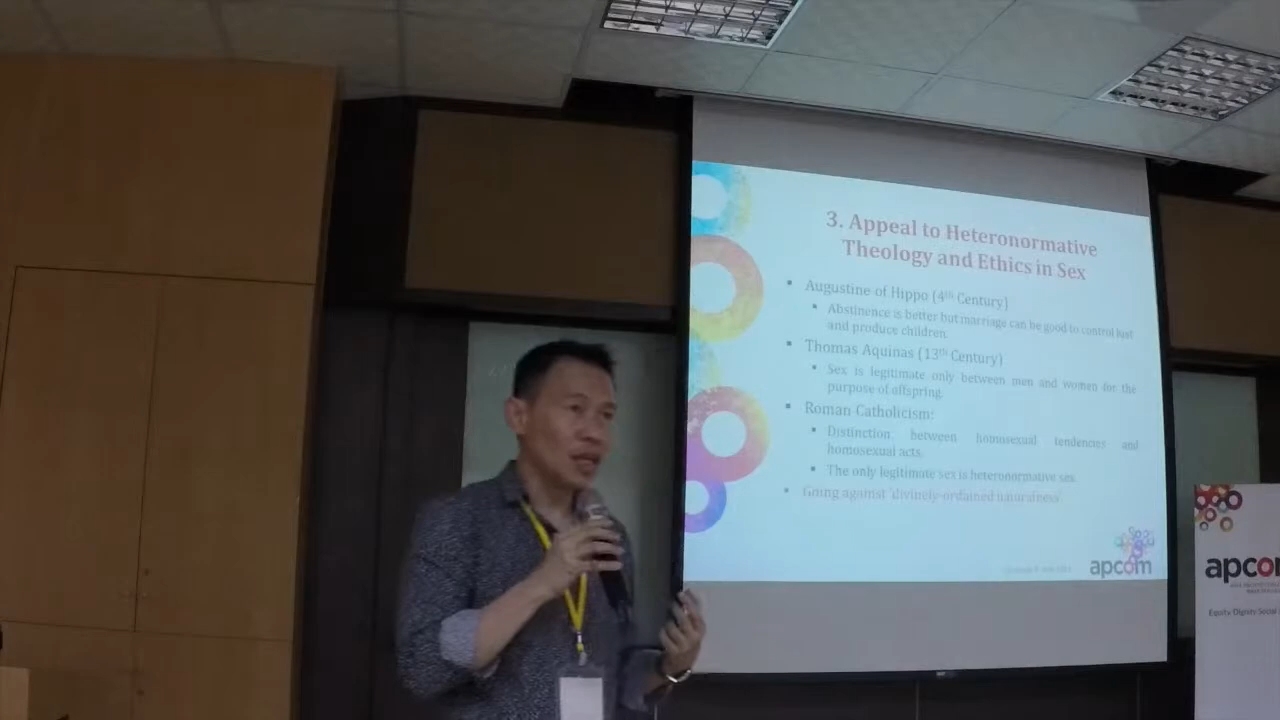 3. Appeal to Heteronormative
Theology and Ethics in Sex
▪ Augustine of Hippo (4th Century)
▪ Abstinence is better but marriage can be good to control lust
and produce children.
▪ Thomas Aquinas (13th Century)
▪ Sex is legitimate only between men and women for the
purpose of offspring.
▪ Roman Catholicism:
▪ Distinction between homosexual tendencies and
homosexual acts.
▪ The only legitimate sex is heteronormative sex.
▪ Going against 'divinely-ordained naturalness'
apcom
apcom
Equity Dignity Social